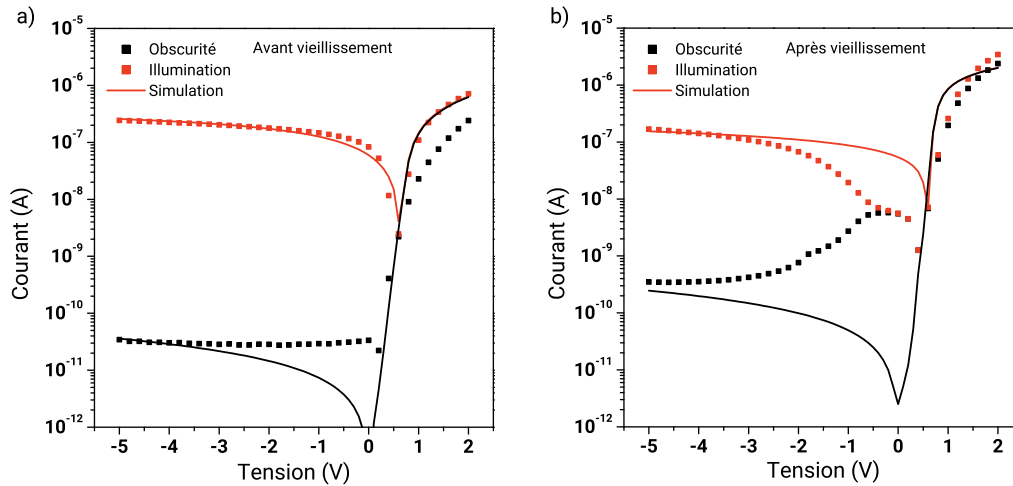 a)
Avant vieillissement
Obscurité
Illumination
Simulation
10-5
10-6
10-7
10-8
10-9
10-10
10-11
10-12
-5 -4 -3 -2 -1 0 1 2
Courant (A)
Tension (V)
b)
Après vieillissement
Obscurité
Illumination
Simulation
10-5
10-6
10-7
10-8
10-9
10-10
10-11
10-12
-5 -4 -3 -2 -1 0 1 2
Courant (A)
Tension (V)